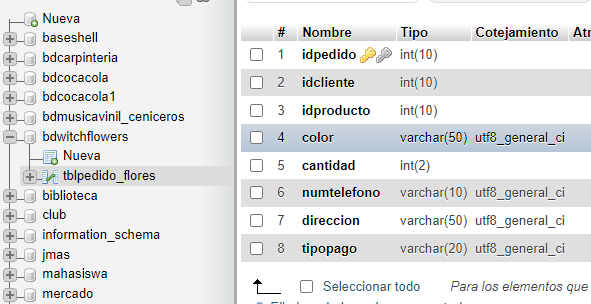 Nueva
baseshell
bdcarpinteria
bdcocacola
bdcocacola1
bdmusicavinil_ceniceros
bdwitchflowers
Nueva
tblpedido_flores
biblioteca
club
information_schema
jmas
mahasiswa
mercado
# Nombre Tipo Cotejamiento Atr
1 idpedido int(10)
2 idcliente int(10)
3 idproducto int(10)
4 color varchar(50) utf8_general_ci
5 cantidad int(2)
6 numtelefono varchar(10) utf8_general_ci
7 direccion varchar(50) utf8_general_ci
8 tipopago varchar(20) utf8_general_ci
Seleccionar todo Para los elementos que